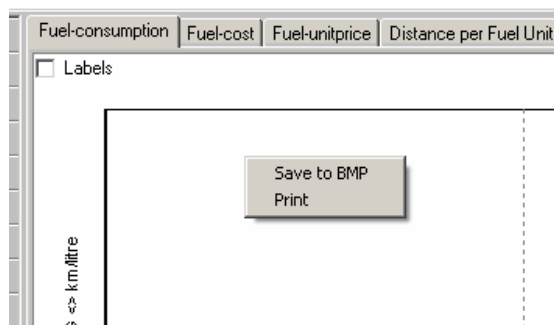 Fuel-consumption Fuel-cost Fuel-unitprice Distance per Fuel Unit
Labels
Save to BMP
Print
<> km/litre